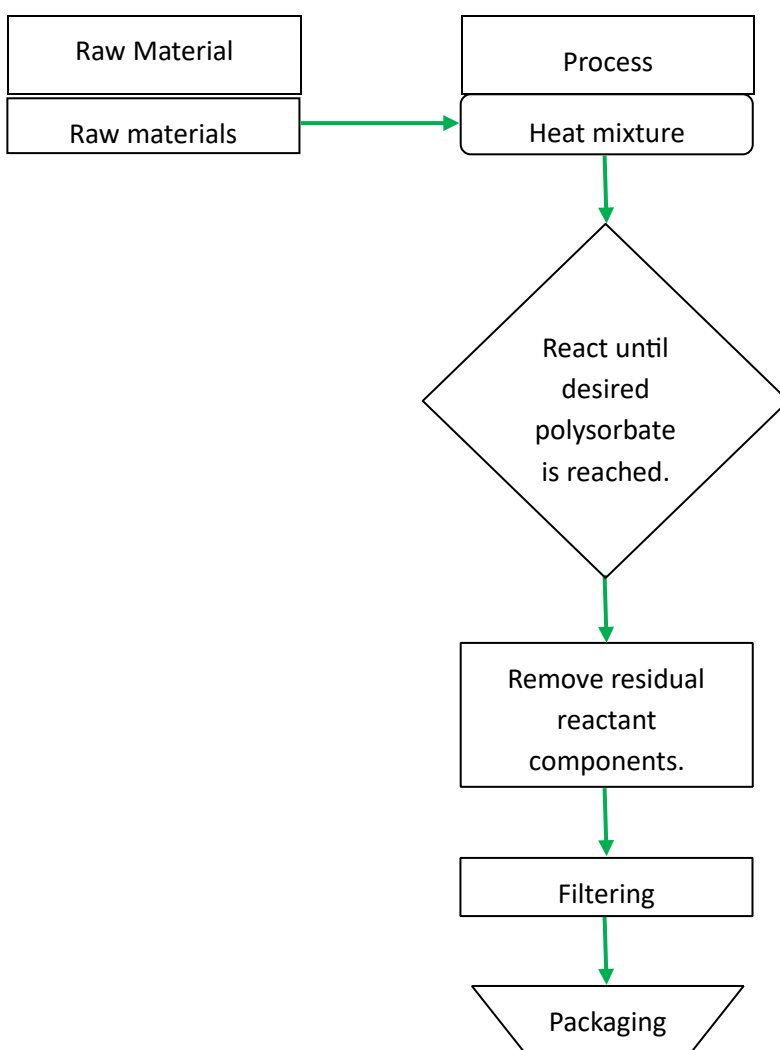 Raw Material
Process
Raw materials
Heat mixture
React until
desired
polysorbate
is reached.
Remove residual
reactant
components.
Filtering
Packaging